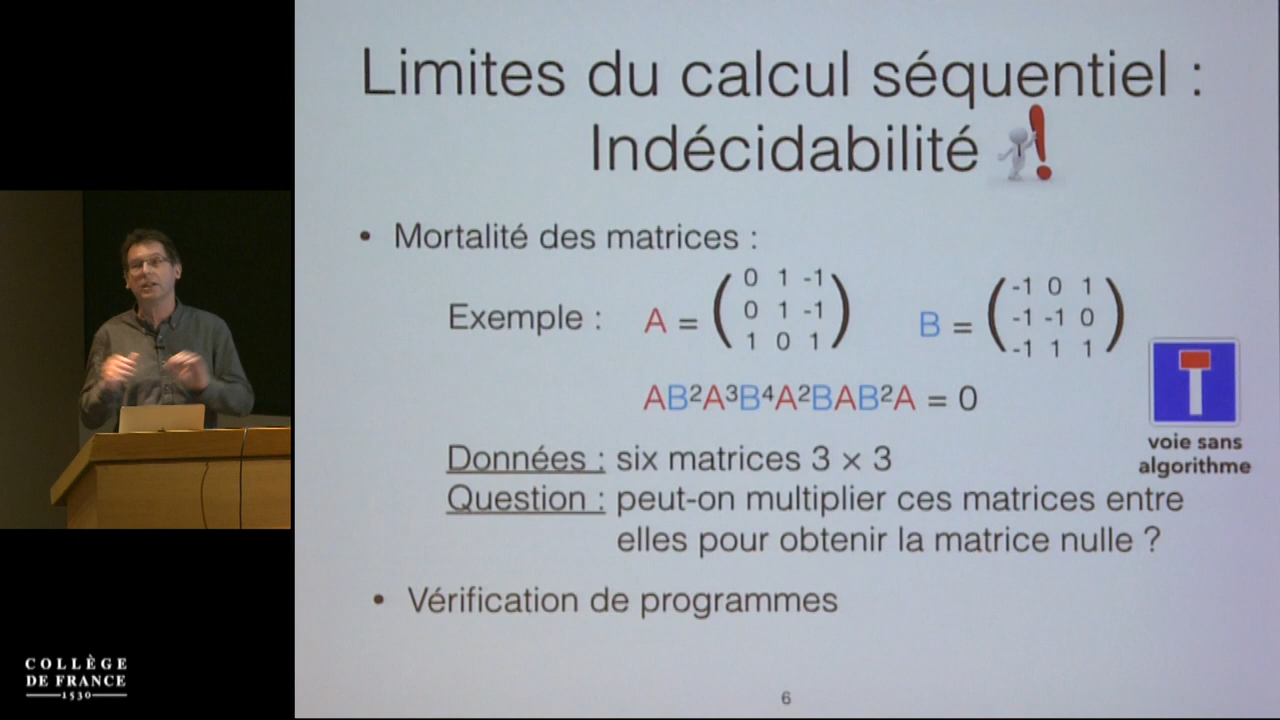 Limites du calcul séquentiel :
Indécidabilité
• Mortalité des matrices :
Exemple : A = ( 0 1 -1 ) B = ( -1 0 1 )
0 1 -1 -1 -1 0
1 0 1 -1 1 1
AB²A³B⁴A²BAB²A = 0
voie sans
algorithme
Données : six matrices 3 × 3
Question : peut-on multiplier ces matrices entre
elles pour obtenir la matrice nulle ?
• Vérification de programmes
6
COLLÈGE
DE FRANCE
1530